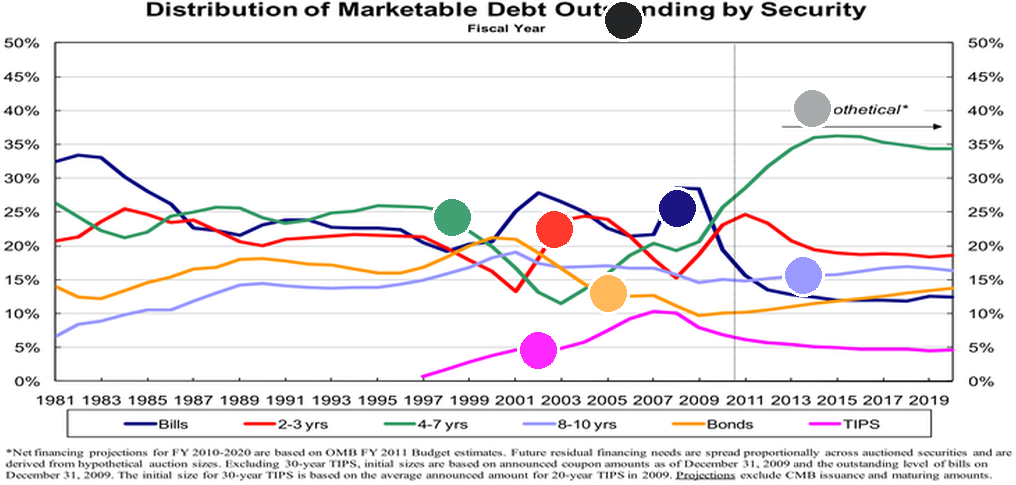 Distribution of Marketable Debt Outstanding by Security
Fiscal Year
50% 50%
45% 45%
40% othetical* 40%
35% 35%
30% 30%
25% 25%
20% 20%
15% 15%
10% 10%
5% 5%
0% 0%
1981 1983 1985 1987 1989 1991 1993 1995 1997 1999 2001 2003 2005 2007 2009 2011 2013 2015 2017 2019
Bills 2-3 yrs 4-7 yrs 8-10 yrs Bonds TIPS
*Net financing projections for FY 2010-2020 are based on OMB FY 2011 Budget estimates. Future residual financing needs are spread proportionally across auctioned securities and are
derived from hypothetical auction sizes. Excluding 30-year TIPS, initial sizes are based on announced coupon amounts as of December 31, 2009 and the outstanding level of bills on
December 31, 2009. The initial size for 30-year TIPS is based on the average announced amount for 20-year TIPS in 2009. Projections exclude CMB issuance and maturing amounts.